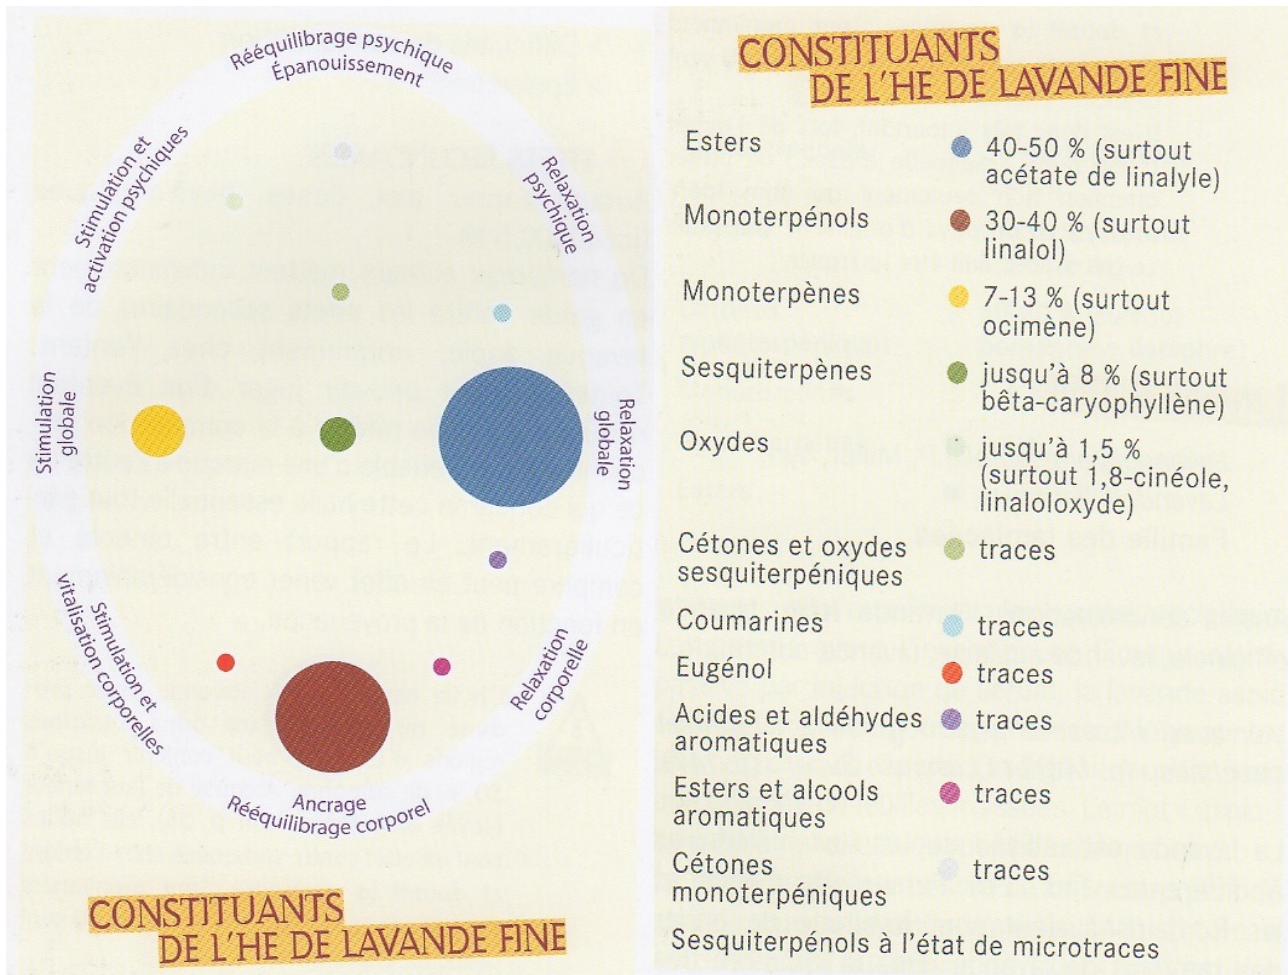 Rééquilibrage psychique
Épanouissement
Stimulation et
activation psychiques
Relaxation
psychique
Stimulation
globale
Relaxation
globale
Stimulation et
vitalisation corporelles
Relaxation
corporelle
Ancrage
Rééquilibrage corporel
CONSTITUANTS
DE L'HE DE LAVANDE FINE
CONSTITUANTS
DE L'HE DE LAVANDE FINE
Esters
40-50 % (surtout
acétate de linalyle)
Monoterpénols
30-40 % (surtout
linalol)
Monoterpènes
7-13 % (surtout
ocimène)
Sesquiterpènes
jusqu'à 8 % (surtout
bêta-caryophyllène)
Oxydes
jusqu'à 1,5 %
(surtout 1,8-cinéole,
linaloloxyde)
Cétones et oxydes
sesquiterpéniques
traces
Coumarines
traces
Eugénol
traces
Acides et aldéhydes
aromatiques
traces
Esters et alcools
aromatiques
traces
Cétones
monoterpéniques
traces
Sesquiterpénols à l'état de microtraces